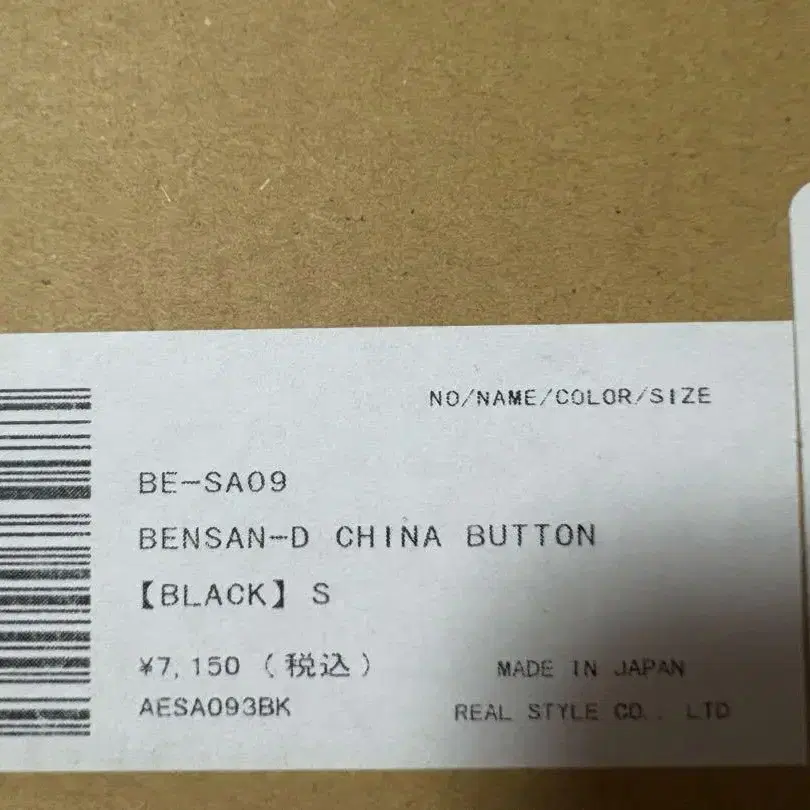 NO/NAME/COLOR/SIZE
BE-SA09
BENSAN-D CHINA BUTTON
【BLACK】 S
¥7,150 (税込)
MADE IN JAPAN
AESA093BK
REAL STYLE CO., LTD